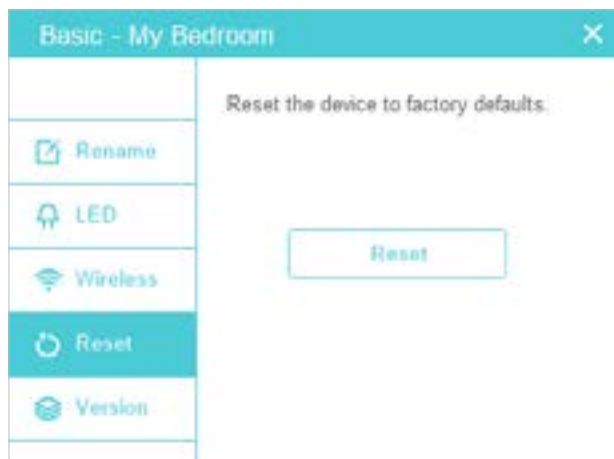 Basic - My Bedroom
Reset the device to factory defaults.
Rename
LED
Reset
Wireless
Reset
Version